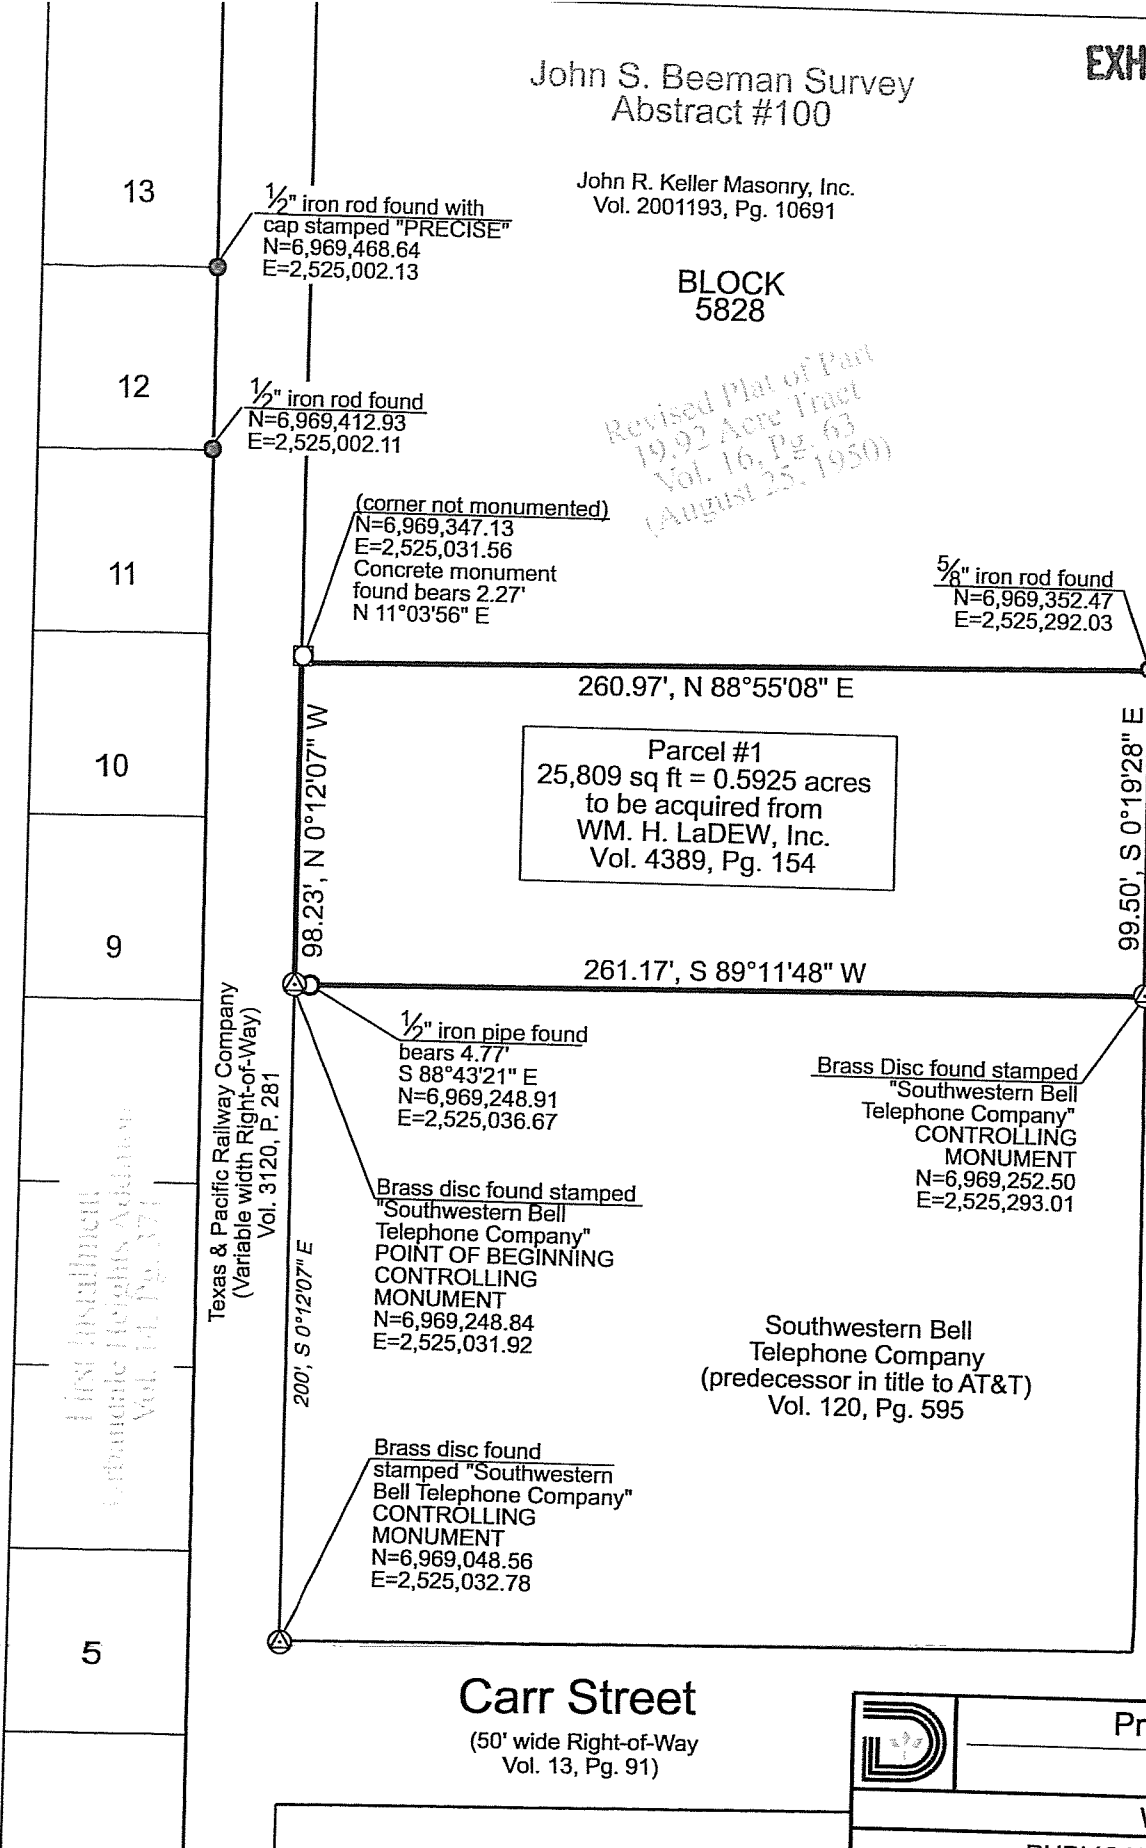 EXH
John S. Beeman Survey
Abstract #100
John R. Keller Masonry, Inc.
Vol. 2001193, Pg. 10691
BLOCK
5828
Revised Plat of Part
19.92 Acre Tract
Vol. 16, Pg. 63
(August 25, 1950)
13
12
11
10
9
5
½" iron rod found with
cap stamped "PRECISE"
N=6,969,468.64
E=2,525,002.13
½" iron rod found
N=6,969,412.93
E=2,525,002.11
(corner not monumented)
N=6,969,347.13
E=2,525,031.56
Concrete monument
found bears 2.27'
N 11°03'56" E
⅝" iron rod found
N=6,969,352.47
E=2,525,292.03
260.97', N 88°55'08" E
98.23', N 0°12'07" W
99.50', S 0°19'28" E
Parcel #1
25,809 sq ft = 0.5925 acres
to be acquired from
WM. H. LaDEW, Inc.
Vol. 4389, Pg. 154
261.17', S 89°11'48" W
½" iron pipe found
bears 4.77'
S 88°43'21" E
N=6,969,248.91
E=2,525,036.67
Brass Disc found stamped
"Southwestern Bell
Telephone Company"
CONTROLLING
MONUMENT
N=6,969,252.50
E=2,525,293.01
Texas & Pacific Railway Company
(Variable width Right-of-Way)
Vol. 3120, P. 281
First Installment
Heights Addition
Brass disc found stamped
"Southwestern Bell
Telephone Company"
POINT OF BEGINNING
CONTROLLING
MONUMENT
N=6,969,248.84
E=2,525,031.92
200', S 0°12'07" E
Southwestern Bell
Telephone Company
(predecessor in title to AT&T)
Vol. 120, Pg. 595
Brass disc found
stamped "Southwestern
Bell Telephone Company"
CONTROLLING
MONUMENT
N=6,969,048.56
E=2,525,032.78
Carr Street
(50' wide Right-of-Way
Vol. 13, Pg. 91)
Pr